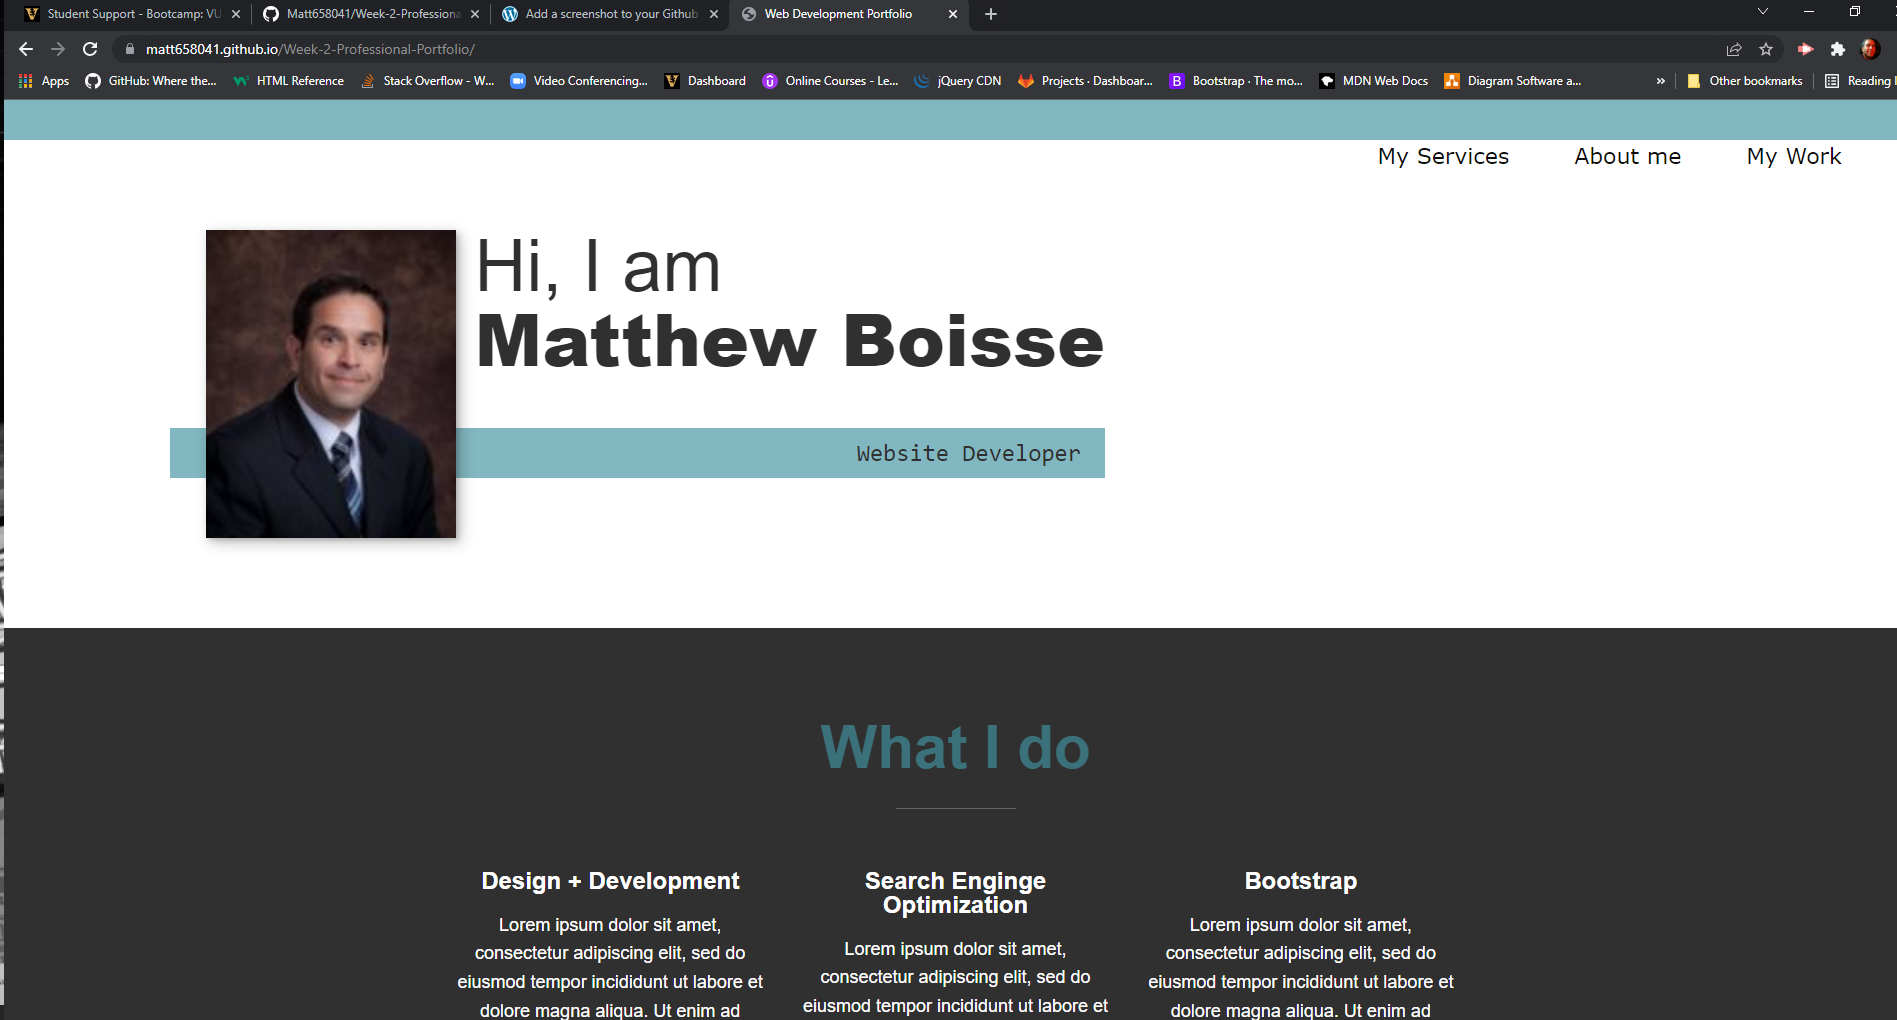 Student Support - Bootcamp: VU
Matt658041/Week-2-Professiona
Add a screenshot to your Github
Web Development Portfolio
matt658041.github.io/Week-2-Professional-Portfolio/
Apps
GitHub: Where the...
HTML Reference
Stack Overflow - W...
Video Conferencing...
Dashboard
Online Courses - Le...
jQuery CDN
Projects · Dashboar...
Bootstrap · The mo...
MDN Web Docs
Diagram Software a...
»
Other bookmarks
Reading
My Services
About me
My Work
Hi, I am
Matthew Boisse
Website Developer
What I do
Design + Development
Lorem ipsum dolor sit amet,
consectetur adipiscing elit, sed do
eiusmod tempor incididunt ut labore et
dolore magna aliqua. Ut enim ad
Search Enginge
Optimization
Lorem ipsum dolor sit amet,
consectetur adipiscing elit, sed do
eiusmod tempor incididunt ut labore et
Bootstrap
Lorem ipsum dolor sit amet,
consectetur adipiscing elit, sed do
eiusmod tempor incididunt ut labore et
dolore magna aliqua. Ut enim ad